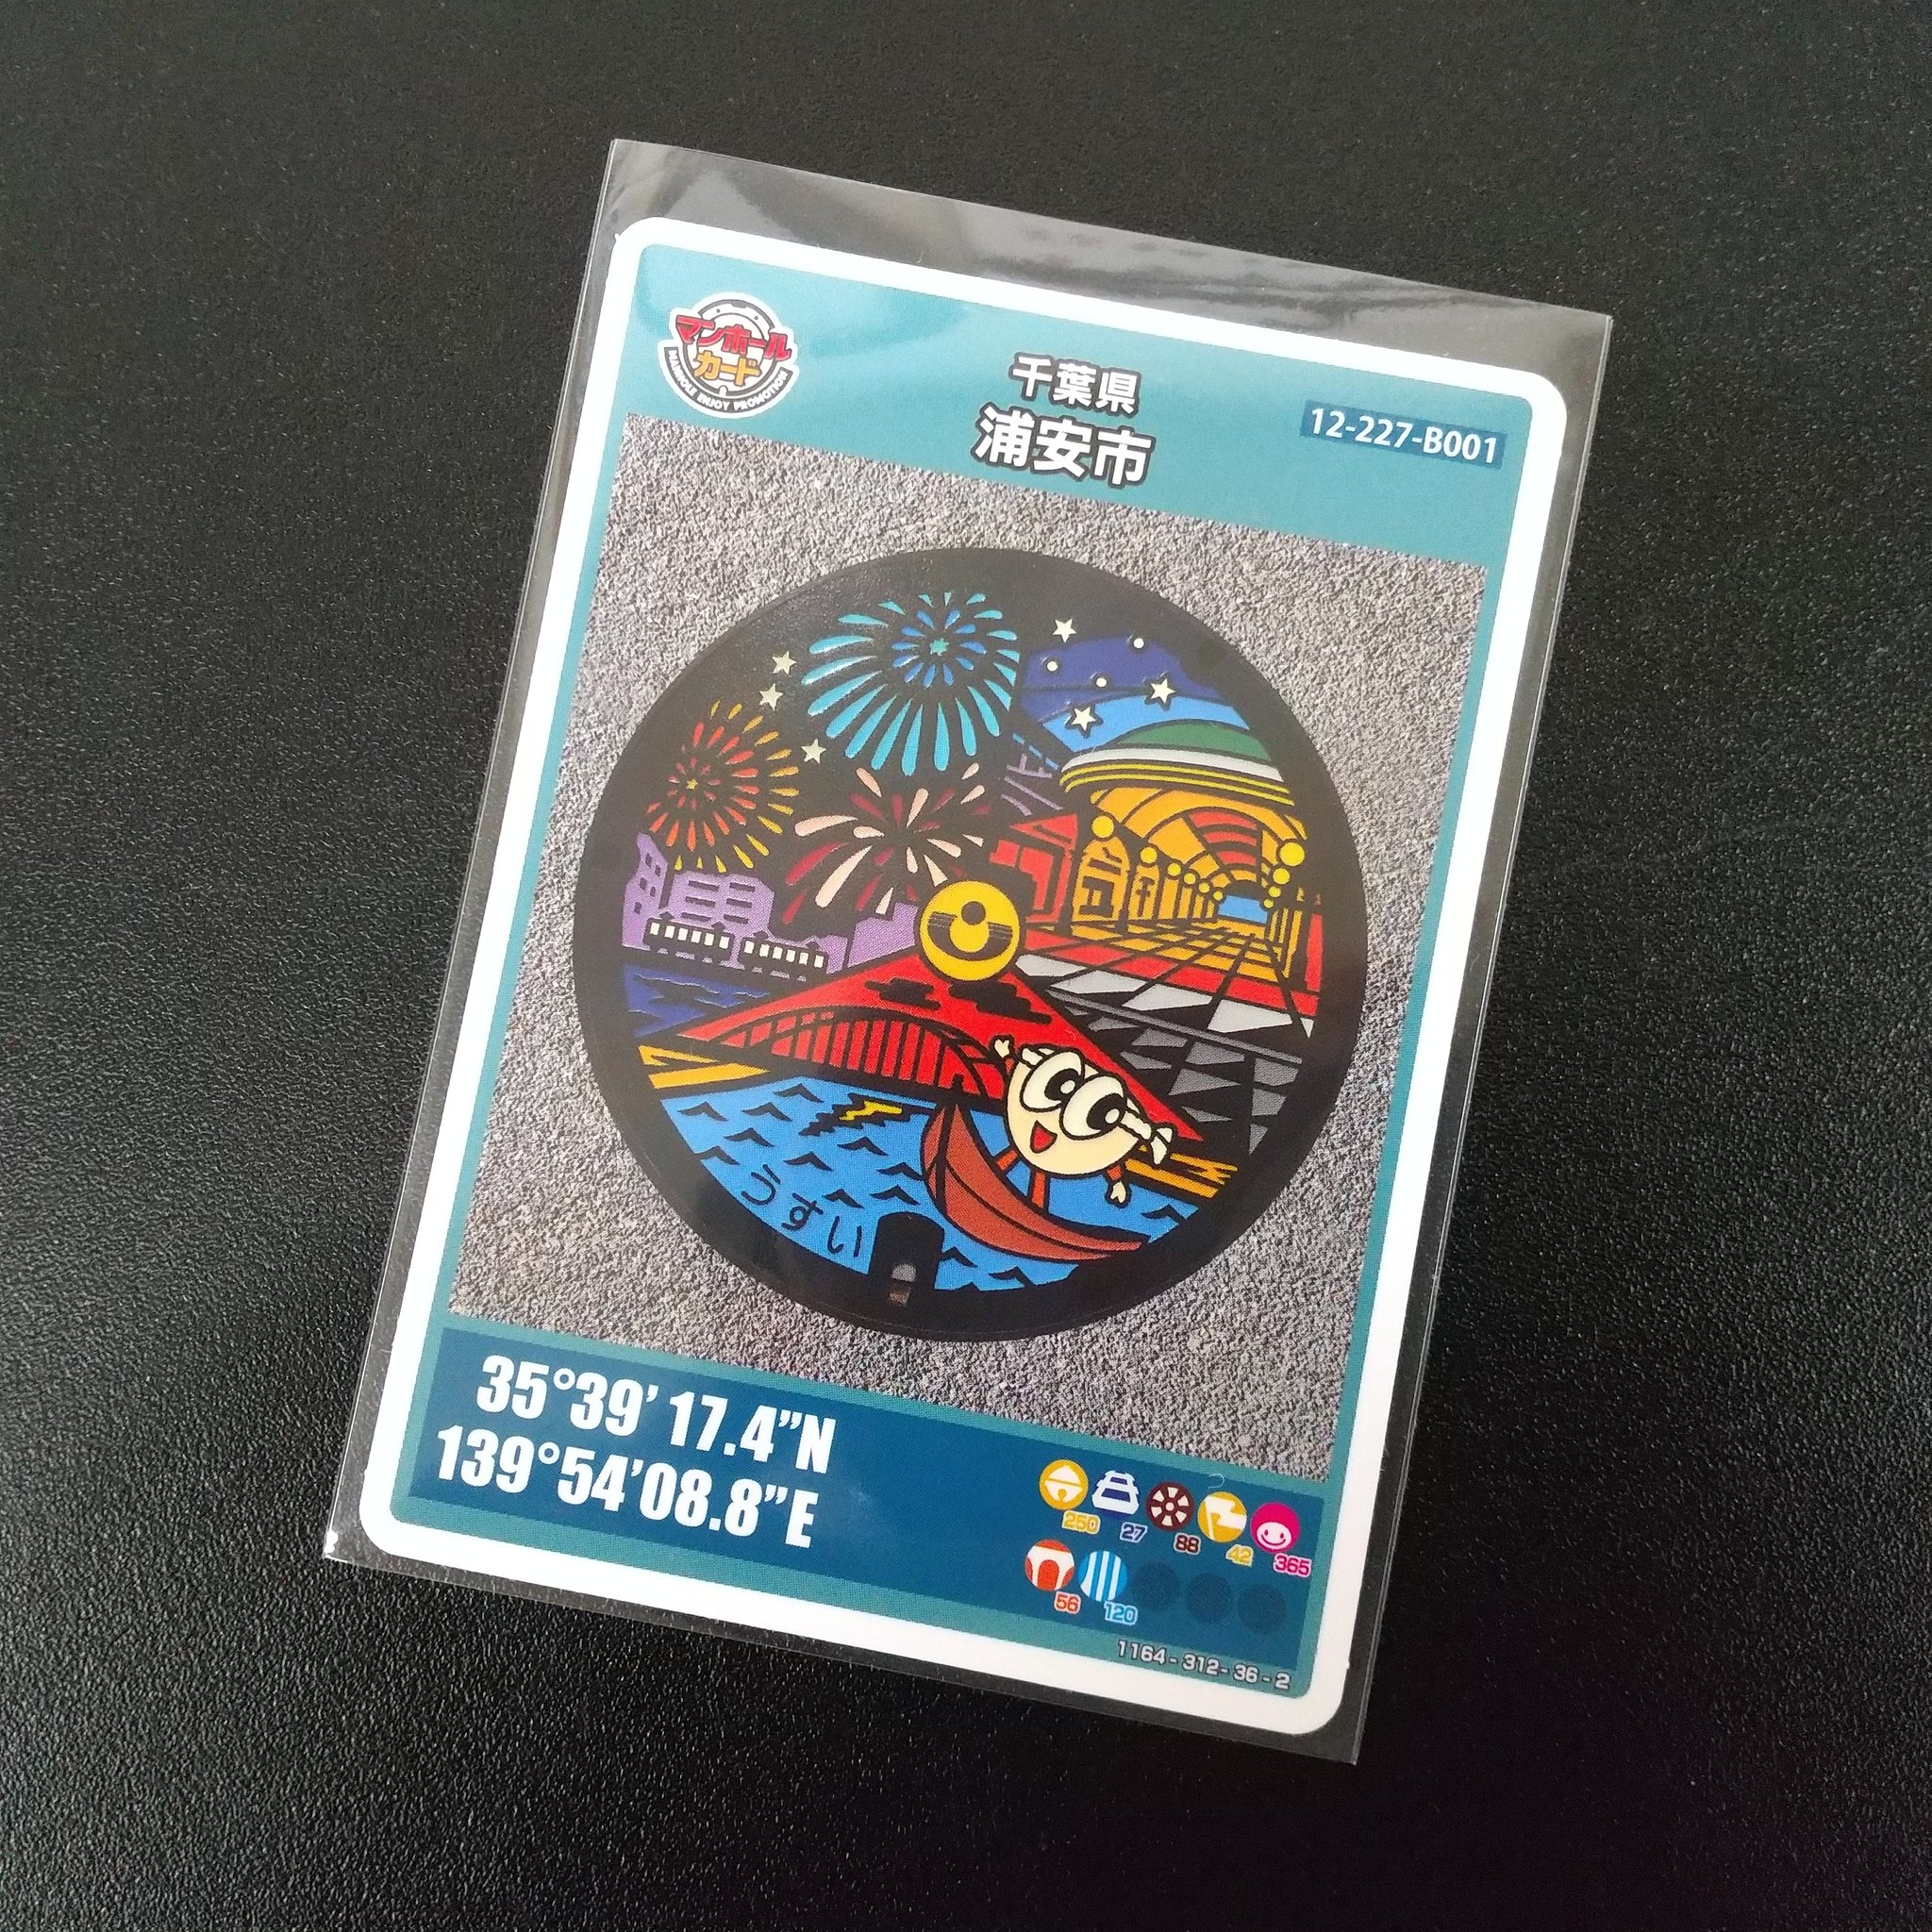 マンホール
カード
MANHOLE ENJOY PROMOTION
千葉県
浦安市
12-227-B001
うすい
35°39’17.4”N
139°54’08.8”E
250 27 88 42 365
56 120
1164-312-36-2